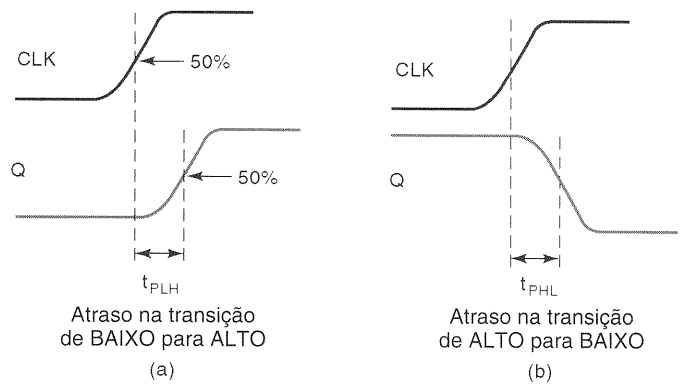 CLK
50%
Q
50%
tPLH
Atraso na transição
de BAIXO para ALTO
(a)
CLK
Q
tPHL
Atraso na transição
de ALTO para BAIXO
(b)